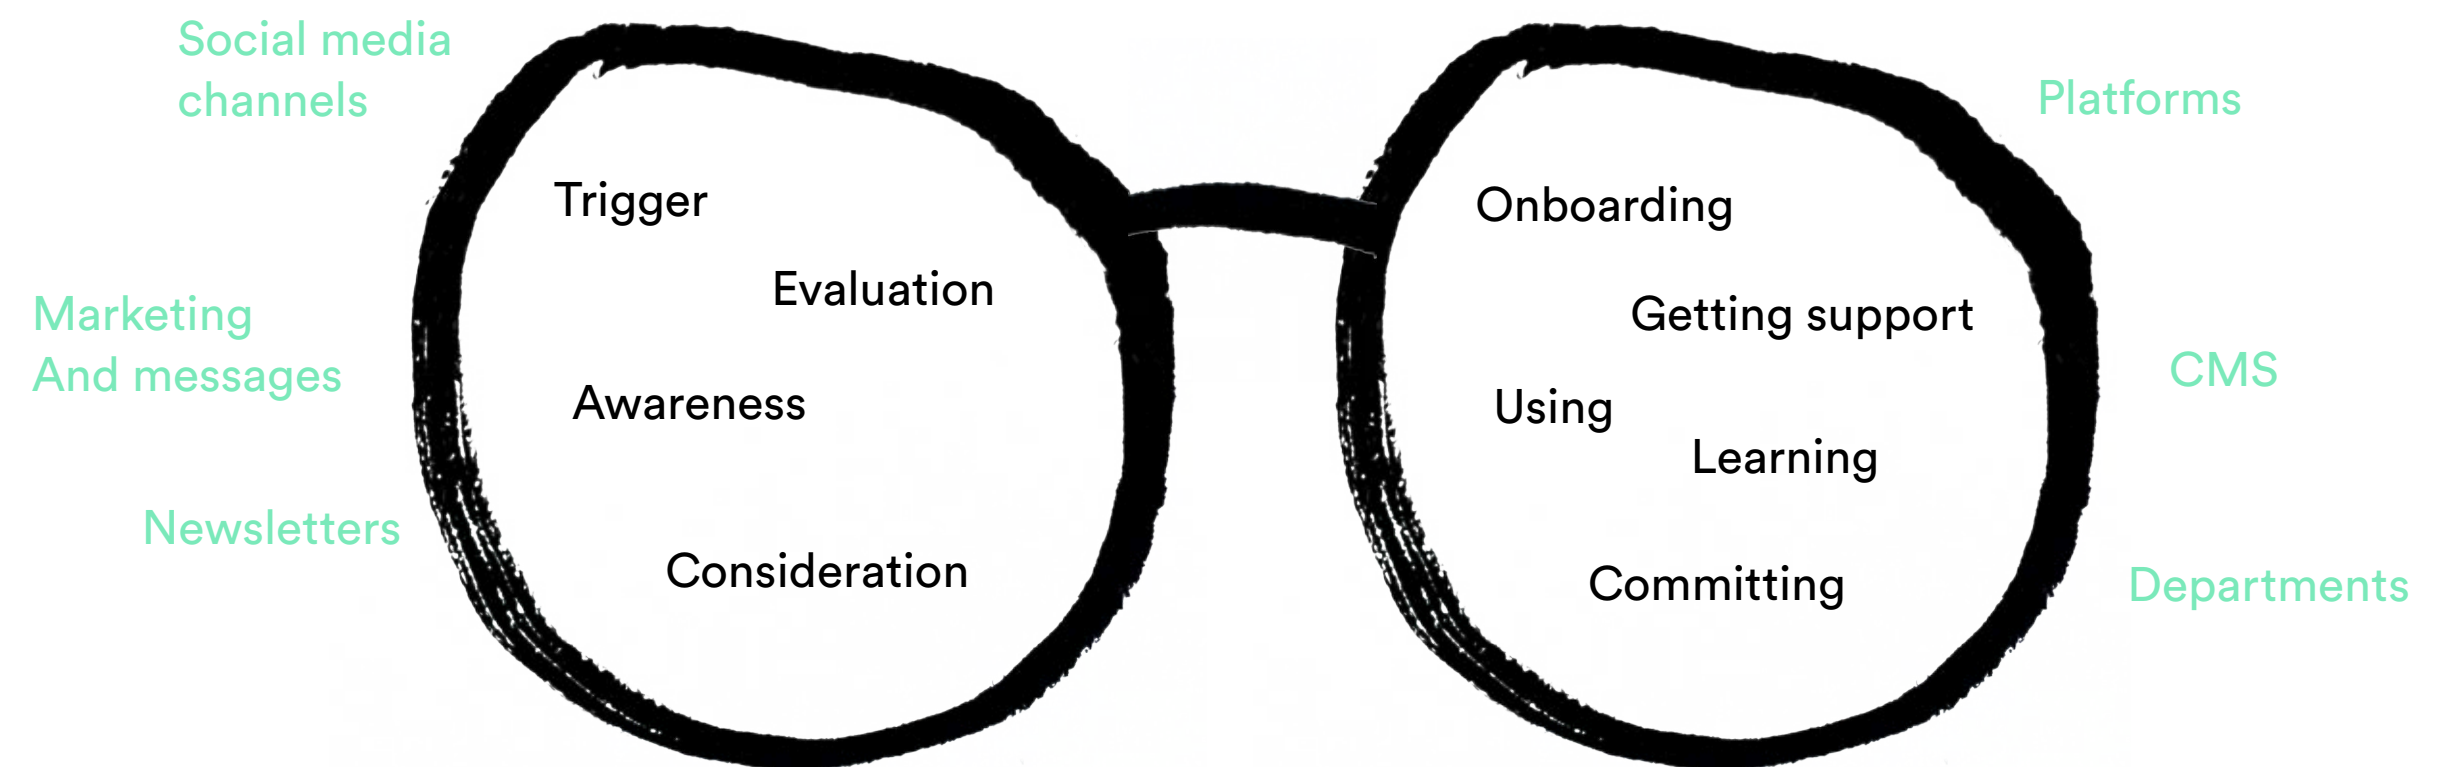 Social media
channels
Marketing
And messages
Newsletters
Trigger
Evaluation
Awareness
Consideration
Onboarding
Getting support
Using
Learning
Committing
Platforms
CMS
Departments